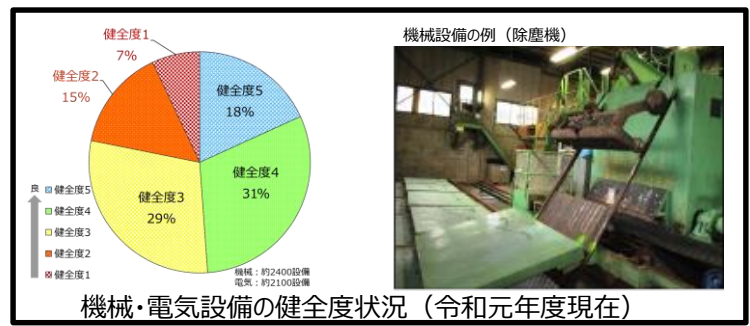 健全度1
7%
健全度2
15%
健全度5
18%
健全度4
31%
健全度3
29%
良
健全度5
健全度4
健全度3
健全度2
健全度1
機械：約2400設備
電気：約2100設備
機械設備の例（除塵機）
機械・電気設備の健全度状況（令和元年度現在）